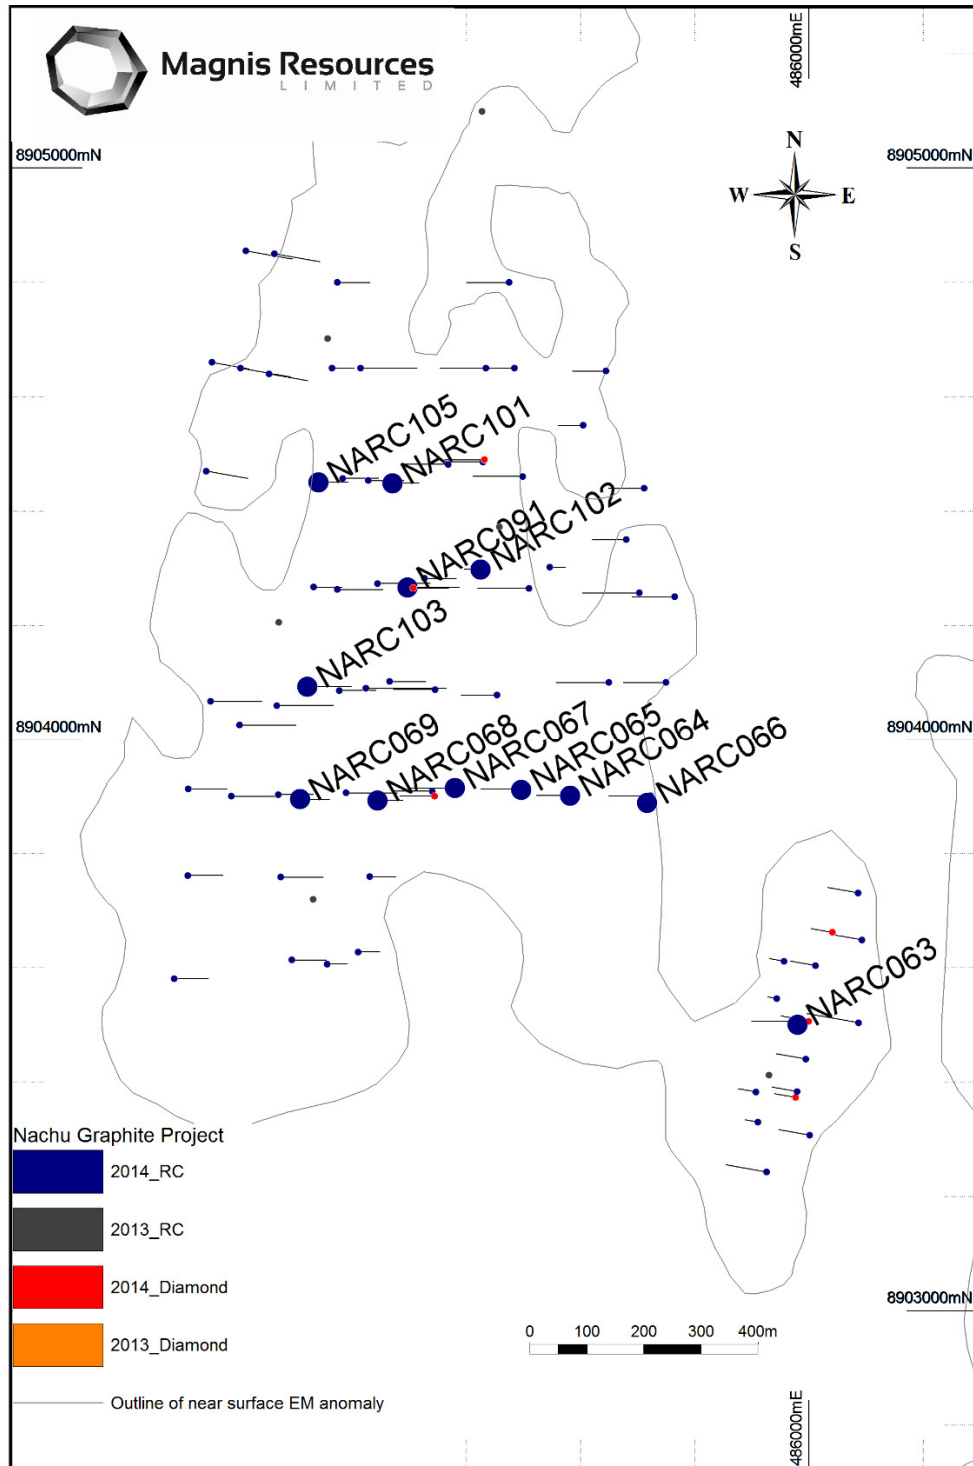 486000mE
Magnis Resources
LIMITED
8905000mN
8905000mN
N
W
E
S
NARC105
NARC101
NARC091
NARC102
NARC103
8904000mN
8904000mN
NARC069
NARC068
NARC067
NARC065
NARC064
NARC066
NARC063
Nachu Graphite Project
2014_RC
2013_RC
2014_Diamond
2013_Diamond
Outline of near surface EM anomaly
8903000mN
0 100 200 300 400m
486000mE